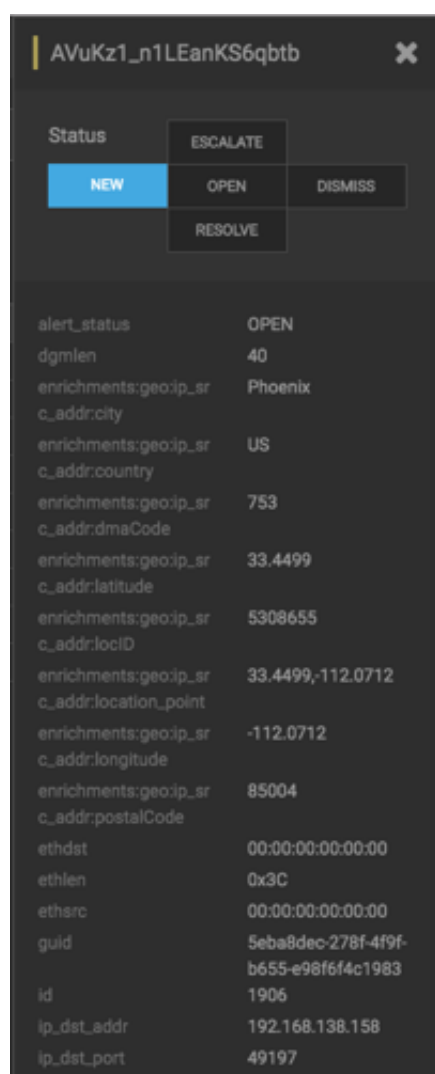 AVuKz1_n1LEanKS6qbtb ✖
Status
ESCALATE
NEW OPEN DISMISS
RESOLVE
alert_status OPEN
dgmlen 40
enrichments:geo:ip_sr Phoenix
c_addr:city
enrichments:geo:ip_sr US
c_addr:country
enrichments:geo:ip_sr 753
c_addr:dmaCode
enrichments:geo:ip_sr 33.4499
c_addr:latitude
enrichments:geo:ip_sr 5308655
c_addr:locID
enrichments:geo:ip_sr 33.4499,-112.0712
c_addr:location_point
enrichments:geo:ip_sr -112.0712
c_addr:longitude
enrichments:geo:ip_sr 85004
c_addr:postalCode
ethdst 00:00:00:00:00:00
ethlen 0x3C
ethsrc 00:00:00:00:00:00
guid 5eba8dec-278f-4f9f-
b655-e98f6f4c1983
id 1906
ip_dst_addr 192.168.138.158
ip_dst_port 49197